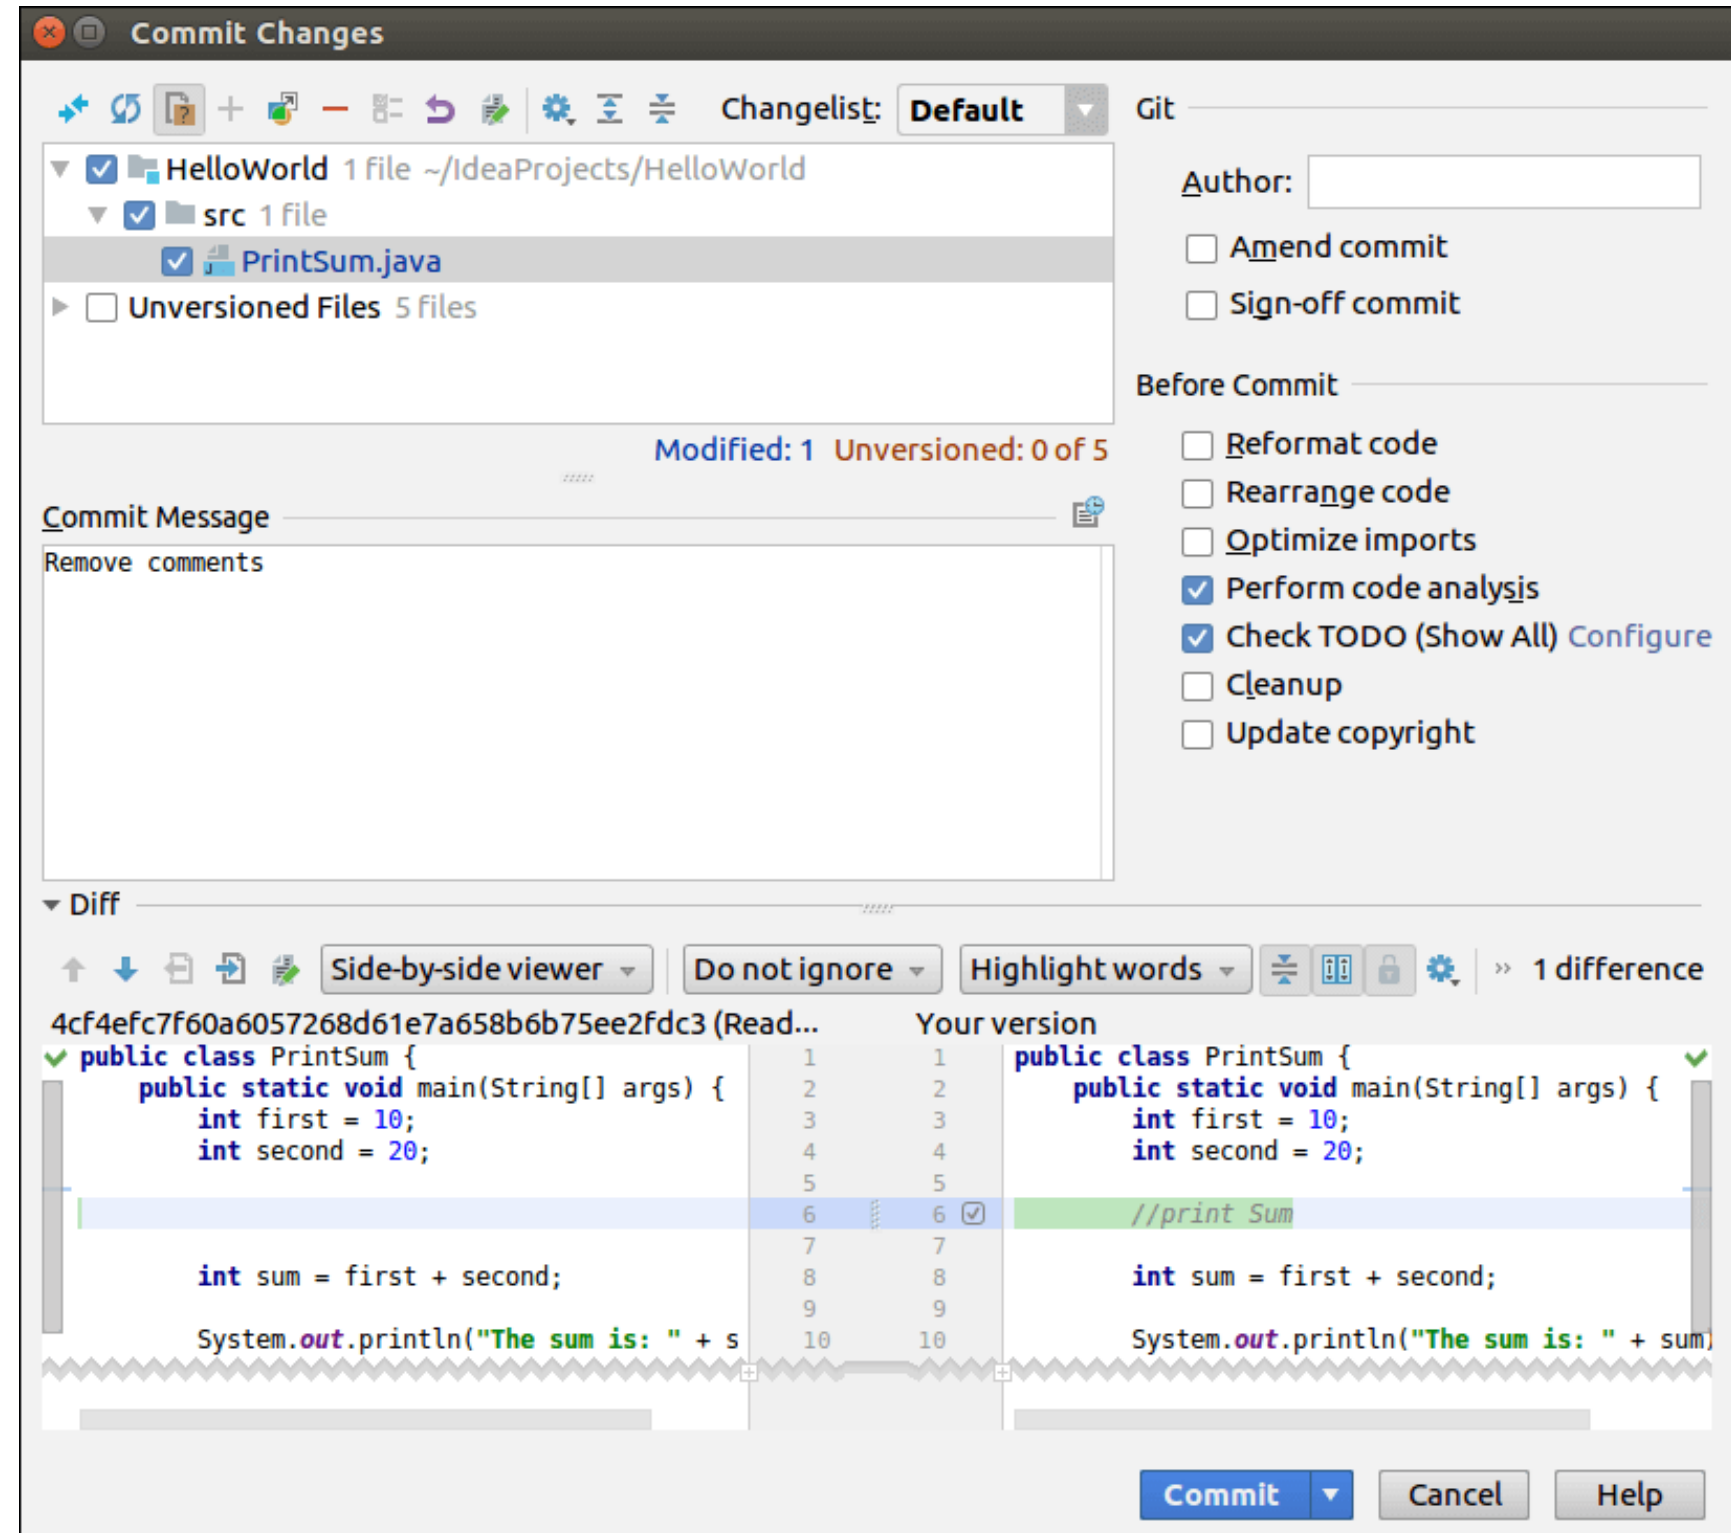 Commit Changes
Changelist: Default
HelloWorld 1 file ~/IdeaProjects/HelloWorld
src 1 file
PrintSum.java
Unversioned Files 5 files
Modified: 1 Unversioned: 0 of 5
Commit Message
Remove comments
Git
Author:
Amend commit
Sign-off commit
Before Commit
Reformat code
Rearrange code
Optimize imports
Perform code analysis
Check TODO (Show All) Configure
Cleanup
Update copyright
Diff
Side-by-side viewer Do not ignore Highlight words » 1 difference
4cf4efc7f60a6057268d61e7a658b6b75ee2fdc3 (Read... Your version
public class PrintSum { 1 1 public class PrintSum {
public static void main(String[] args) { 2 2 public static void main(String[] args) {
int first = 10; 3 3 int first = 10;
int second = 20; 4 4 int second = 20;
5 5
6 6 //print Sum
7 7
int sum = first + second; 8 8 int sum = first + second;
9 9
System.out.println("The sum is: " + s 10 10 System.out.println("The sum is: " + sum)
Commit Cancel Help